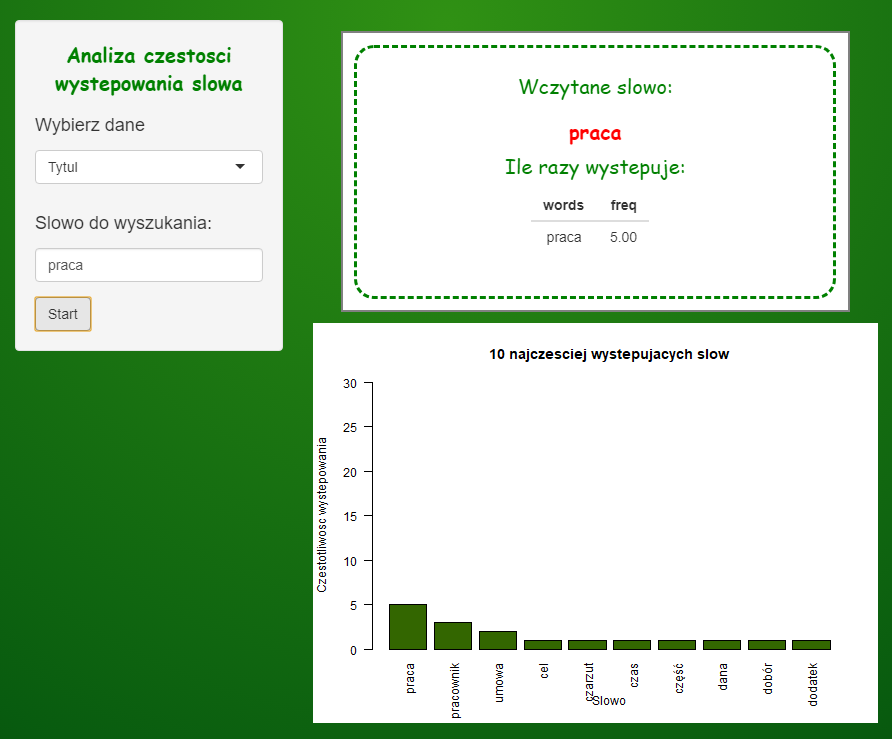 Analiza czestosci
wystepowania slowa
Wybierz dane
Tytul
Slowo do wyszukania:
praca
Start
Wczytane slowo:
praca
Ile razy wystepuje:
words freq
praca 5.00
10 najczesciej wystepujacych slow
Czestotliwosc wystepowania
30
25
20
15
10
5
0
praca
pracownik
umowa
cel
czarzut
czas
część
dana
dobór
dodatek
Slowo